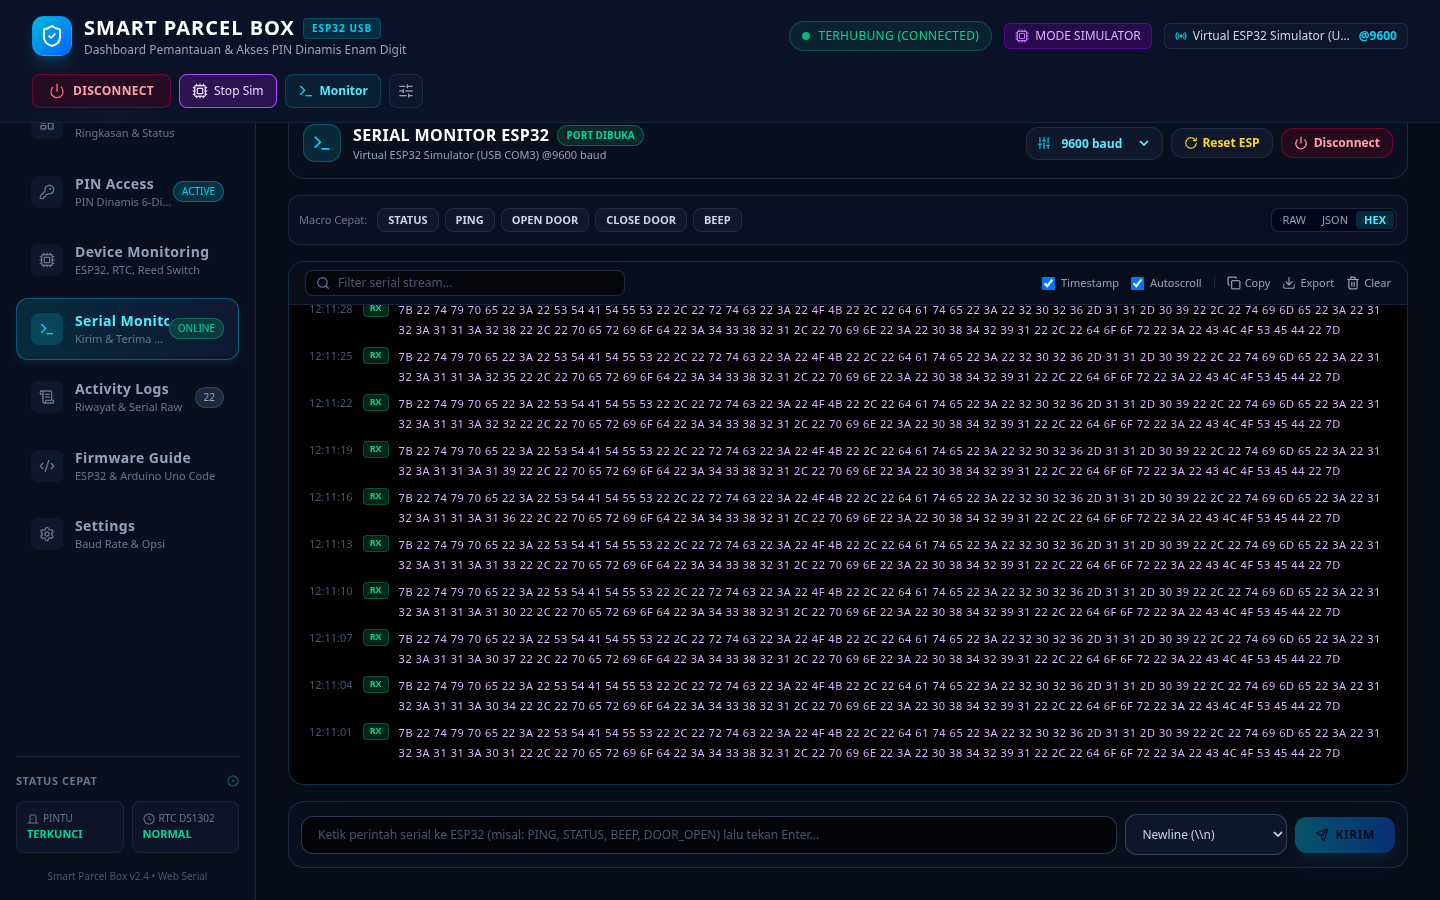 SMART PARCEL BOX
ESP32 USB
Dashboard Pemantauan & Akses PIN Dinamis Enam Digit
TERHUBUNG (CONNECTED)
MODE SIMULATOR
Virtual ESP32 Simulator (U... @9600
DISCONNECT
Stop Sim
Monitor
Ringkasan & Status
PIN Access
PIN Dinamis 6-Di...
ACTIVE
Device Monitoring
ESP32, RTC, Reed Switch
Serial Monitc
Kirim & Terima ...
ONLINE
Activity Logs
Riwayat & Serial Raw
22
Firmware Guide
ESP32 & Arduino Uno Code
Settings
Baud Rate & Opsi
STATUS CEPAT
PINTU
TERKUNCI
RTC DS1302
NORMAL
Smart Parcel Box v2.4 • Web Serial
SERIAL MONITOR ESP32
PORT DIBUKA
Virtual ESP32 Simulator (USB COM3) @9600 baud
9600 baud
Reset ESP
Disconnect
Macro Cepat:
STATUS
PING
OPEN DOOR
CLOSE DOOR
BEEP
RAW
JSON
HEX
Filter serial stream...
Timestamp
Autoscroll
Copy
Export
Clear
12:11:28 RX 7B 22 74 79 70 65 22 3A 22 53 54 41 54 55 53 22 2C 22 72 74 63 22 3A 22 4F 4B 22 2C 22 64 61 74 65 22 3A 22 32 30 32 36 2D 31 31 2D 30 39 22 2C 22 74 69 6D 65 22 3A 22 31
32 3A 31 31 3A 32 38 22 2C 22 70 65 72 69 6F 64 22 3A 34 33 38 32 31 2C 22 70 69 6E 22 3A 22 30 38 34 32 39 31 22 2C 22 64 6F 6F 72 22 3A 22 43 4C 4F 53 45 44 22 7D
12:11:25 RX 7B 22 74 79 70 65 22 3A 22 53 54 41 54 55 53 22 2C 22 72 74 63 22 3A 22 4F 4B 22 2C 22 64 61 74 65 22 3A 22 32 30 32 36 2D 31 31 2D 30 39 22 2C 22 74 69 6D 65 22 3A 22 31
32 3A 31 31 3A 32 35 22 2C 22 70 65 72 69 6F 64 22 3A 34 33 38 32 31 2C 22 70 69 6E 22 3A 22 30 38 34 32 39 31 22 2C 22 64 6F 6F 72 22 3A 22 43 4C 4F 53 45 44 22 7D
12:11:22 RX 7B 22 74 79 70 65 22 3A 22 53 54 41 54 55 53 22 2C 22 72 74 63 22 3A 22 4F 4B 22 2C 22 64 61 74 65 22 3A 22 32 30 32 36 2D 31 31 2D 30 39 22 2C 22 74 69 6D 65 22 3A 22 31
32 3A 31 31 3A 32 32 22 2C 22 70 65 72 69 6F 64 22 3A 34 33 38 32 31 2C 22 70 69 6E 22 3A 22 30 38 34 32 39 31 22 2C 22 64 6F 6F 72 22 3A 22 43 4C 4F 53 45 44 22 7D
12:11:19 RX 7B 22 74 79 70 65 22 3A 22 53 54 41 54 55 53 22 2C 22 72 74 63 22 3A 22 4F 4B 22 2C 22 64 61 74 65 22 3A 22 32 30 32 36 2D 31 31 2D 30 39 22 2C 22 74 69 6D 65 22 3A 22 31
32 3A 31 31 3A 31 39 22 2C 22 70 65 72 69 6F 64 22 3A 34 33 38 32 31 2C 22 70 69 6E 22 3A 22 30 38 34 32 39 31 22 2C 22 64 6F 6F 72 22 3A 22 43 4C 4F 53 45 44 22 7D
12:11:16 RX 7B 22 74 79 70 65 22 3A 22 53 54 41 54 55 53 22 2C 22 72 74 63 22 3A 22 4F 4B 22 2C 22 64 61 74 65 22 3A 22 32 30 32 36 2D 31 31 2D 30 39 22 2C 22 74 69 6D 65 22 3A 22 31
32 3A 31 31 3A 31 36 22 2C 22 70 65 72 69 6F 64 22 3A 34 33 38 32 31 2C 22 70 69 6E 22 3A 22 30 38 34 32 39 31 22 2C 22 64 6F 6F 72 22 3A 22 43 4C 4F 53 45 44 22 7D
12:11:13 RX 7B 22 74 79 70 65 22 3A 22 53 54 41 54 55 53 22 2C 22 72 74 63 22 3A 22 4F 4B 22 2C 22 64 61 74 65 22 3A 22 32 30 32 36 2D 31 31 2D 30 39 22 2C 22 74 69 6D 65 22 3A 22 31
32 3A 31 31 3A 31 33 22 2C 22 70 65 72 69 6F 64 22 3A 34 33 38 32 31 2C 22 70 69 6E 22 3A 22 30 38 34 32 39 31 22 2C 22 64 6F 6F 72 22 3A 22 43 4C 4F 53 45 44 22 7D
12:11:10 RX 7B 22 74 79 70 65 22 3A 22 53 54 41 54 55 53 22 2C 22 72 74 63 22 3A 22 4F 4B 22 2C 22 64 61 74 65 22 3A 22 32 30 32 36 2D 31 31 2D 30 39 22 2C 22 74 69 6D 65 22 3A 22 31
32 3A 31 31 3A 31 30 22 2C 22 70 65 72 69 6F 64 22 3A 34 33 38 32 31 2C 22 70 69 6E 22 3A 22 30 38 34 32 39 31 22 2C 22 64 6F 6F 72 22 3A 22 43 4C 4F 53 45 44 22 7D
12:11:07 RX 7B 22 74 79 70 65 22 3A 22 53 54 41 54 55 53 22 2C 22 72 74 63 22 3A 22 4F 4B 22 2C 22 64 61 74 65 22 3A 22 32 30 32 36 2D 31 31 2D 30 39 22 2C 22 74 69 6D 65 22 3A 22 31
32 3A 31 31 3A 30 37 22 2C 22 70 65 72 69 6F 64 22 3A 34 33 38 32 31 2C 22 70 69 6E 22 3A 22 30 38 34 32 39 31 22 2C 22 64 6F 6F 72 22 3A 22 43 4C 4F 53 45 44 22 7D
12:11:04 RX 7B 22 74 79 70 65 22 3A 22 53 54 41 54 55 53 22 2C 22 72 74 63 22 3A 22 4F 4B 22 2C 22 64 61 74 65 22 3A 22 32 30 32 36 2D 31 31 2D 30 39 22 2C 22 74 69 6D 65 22 3A 22 31
32 3A 31 31 3A 30 34 22 2C 22 70 65 72 69 6F 64 22 3A 34 33 38 32 31 2C 22 70 69 6E 22 3A 22 30 38 34 32 39 31 22 2C 22 64 6F 6F 72 22 3A 22 43 4C 4F 53 45 44 22 7D
12:11:01 RX 7B 22 74 79 70 65 22 3A 22 53 54 41 54 55 53 22 2C 22 72 74 63 22 3A 22 4F 4B 22 2C 22 64 61 74 65 22 3A 22 32 30 32 36 2D 31 31 2D 30 39 22 2C 22 74 69 6D 65 22 3A 22 31
32 3A 31 31 3A 30 31 22 2C 22 70 65 72 69 6F 64 22 3A 34 33 38 32 31 2C 22 70 69 6E 22 3A 22 30 38 34 32 39 31 22 2C 22 64 6F 6F 72 22 3A 22 43 4C 4F 53 45 44 22 7D
Ketik perintah serial ke ESP32 (misal: PING, STATUS, BEEP, DOOR_OPEN) lalu tekan Enter...
Newline (\\n)
KIRIM